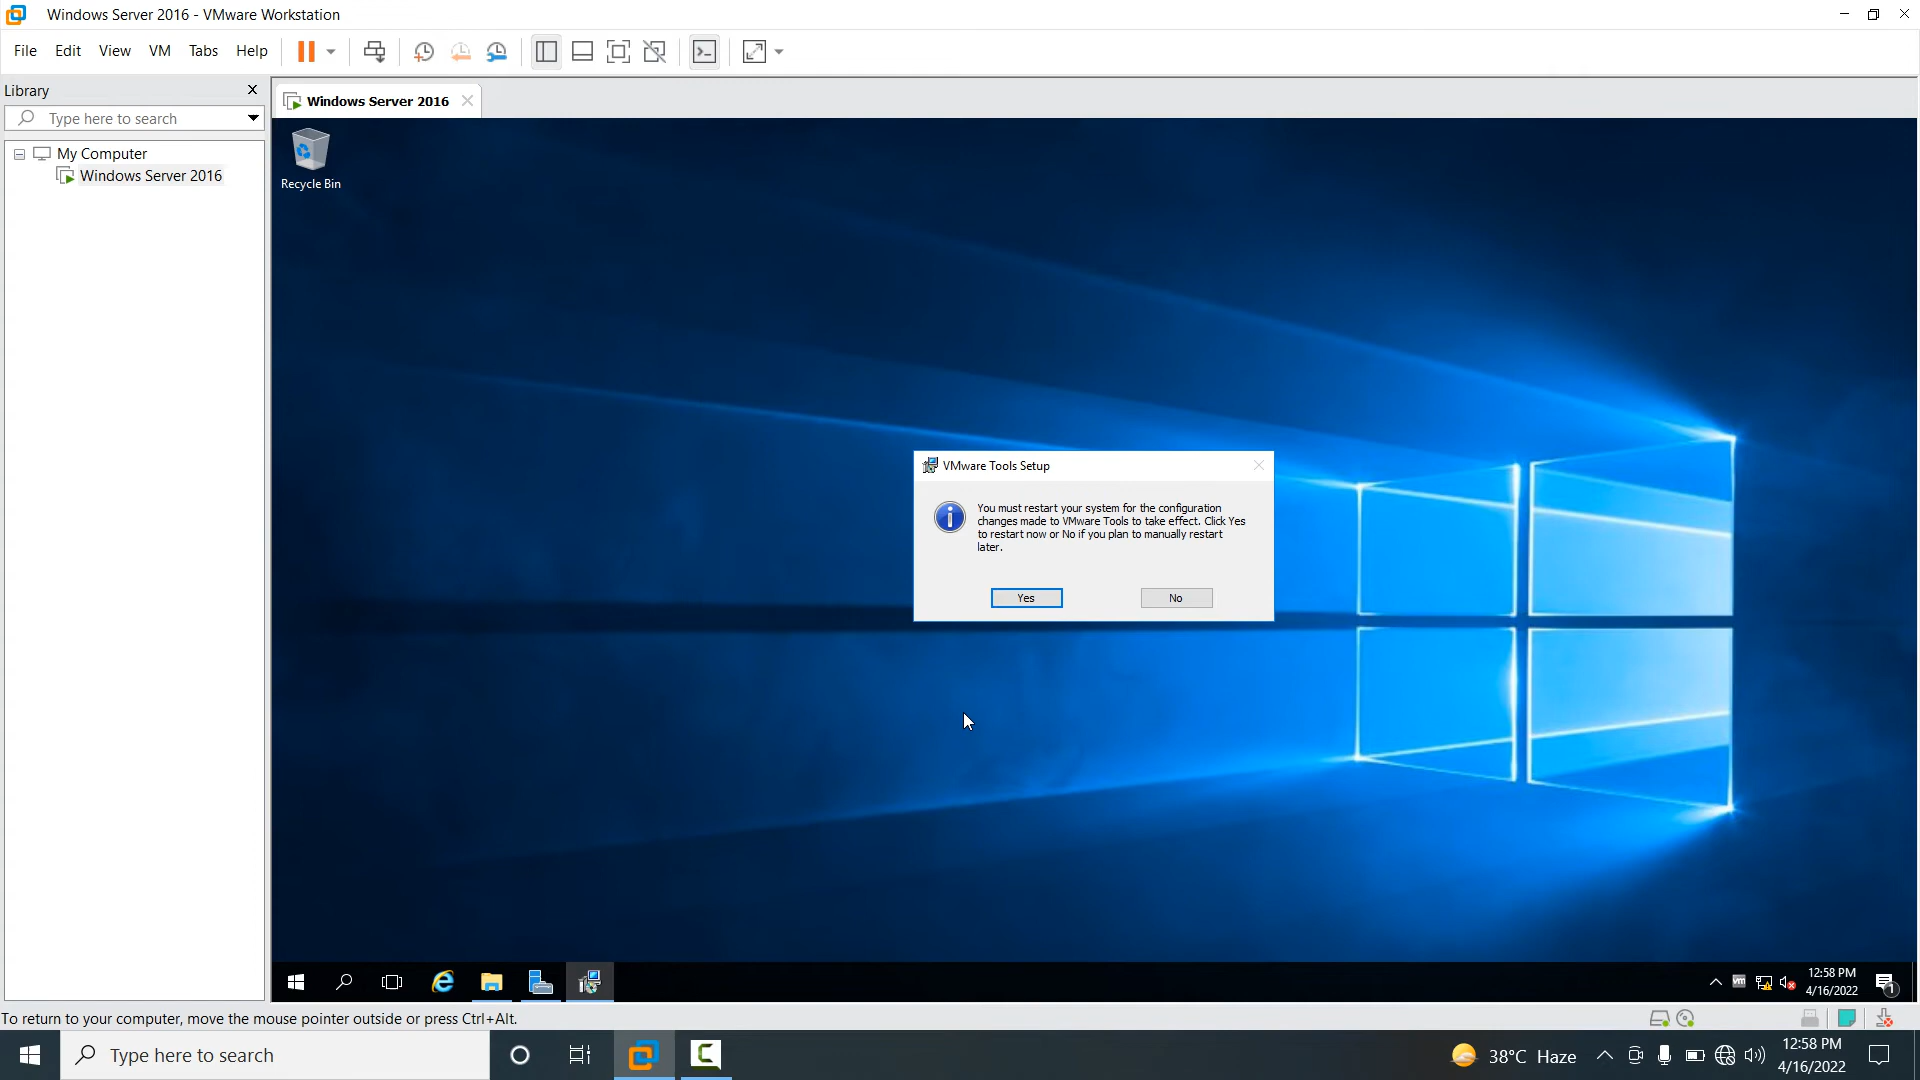 Windows Server 2016 - VMware Workstation
File Edit View VM Tabs Help
Library
Type here to search
My Computer
Windows Server 2016
Windows Server 2016
Recycle Bin
VMware Tools Setup
You must restart your system for the configuration
changes made to VMware Tools to take effect. Click Yes
to restart now or No if you plan to manually restart
later.
Yes
No
vm
12:58 PM
4/16/2022
1
To return to your computer, move the mouse pointer outside or press Ctrl+Alt.
Type here to search
38°C Haze
12:58 PM
4/16/2022